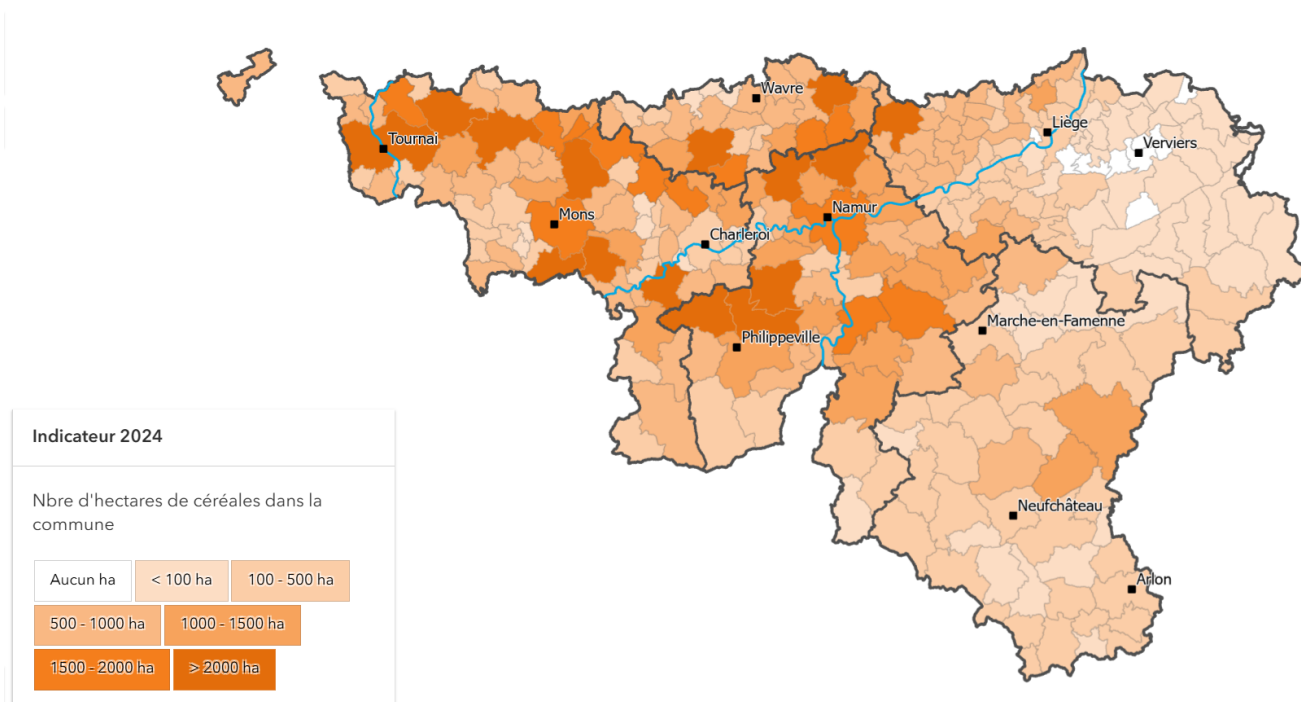 Wavre
Liège
Tournai
Verviers
Namur
Mons
Charleroi
Marche-en-Famenne
Philippeville
Neufchâteau
Arlon
Indicateur 2024
Nbre d'hectares de céréales dans la
commune
Aucun ha < 100 ha 100 - 500 ha
500 - 1000 ha 1000 - 1500 ha
1500 - 2000 ha > 2000 ha